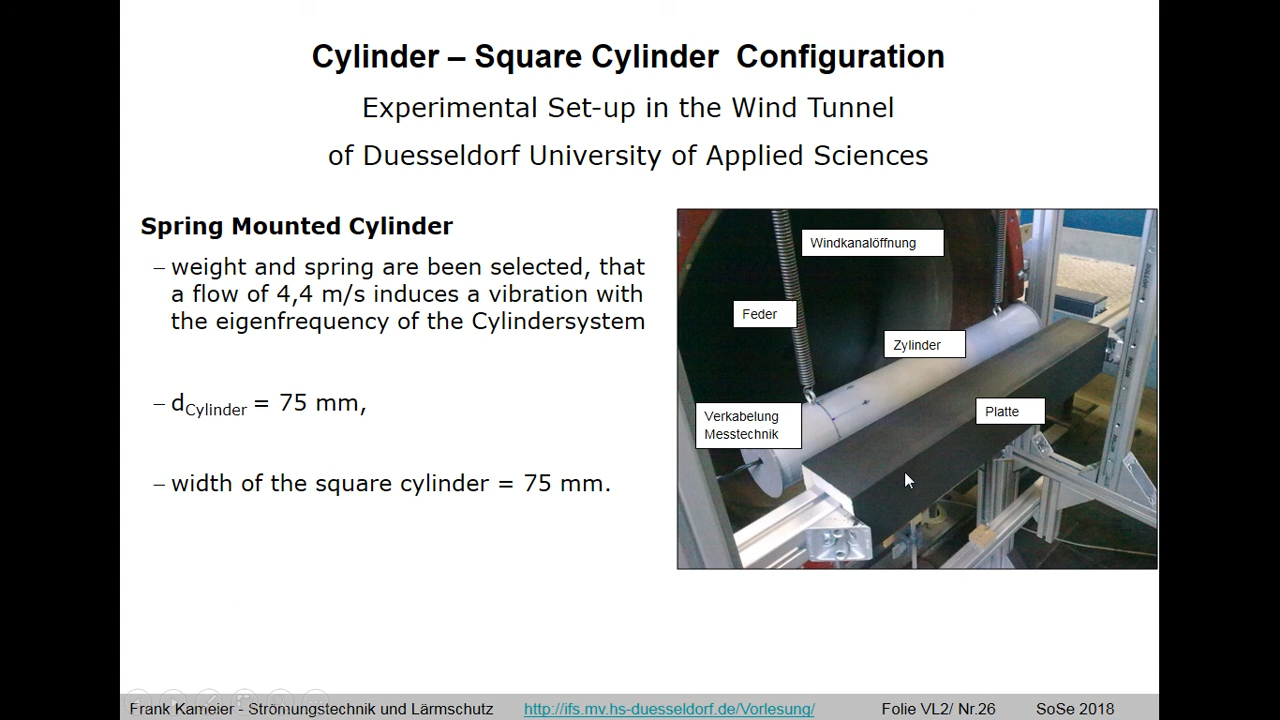 Cylinder – Square Cylinder Configuration
Experimental Set-up in the Wind Tunnel
of Duesseldorf University of Applied Sciences
Spring Mounted Cylinder
– weight and spring are been selected, that
a flow of 4,4 m/s induces a vibration with
the eigenfrequency of the Cylindersystem
– dCylinder = 75 mm,
– width of the square cylinder = 75 mm.
Windkanalöffnung
Feder
Zylinder
Platte
Verkabelung
Messtechnik
Frank Kameier - Strömungstechnik und Lärmschutz http://ifs.mv.hs-duesseldorf.de/Vorlesung/ Folie VL2/ Nr.26 SoSe 2018